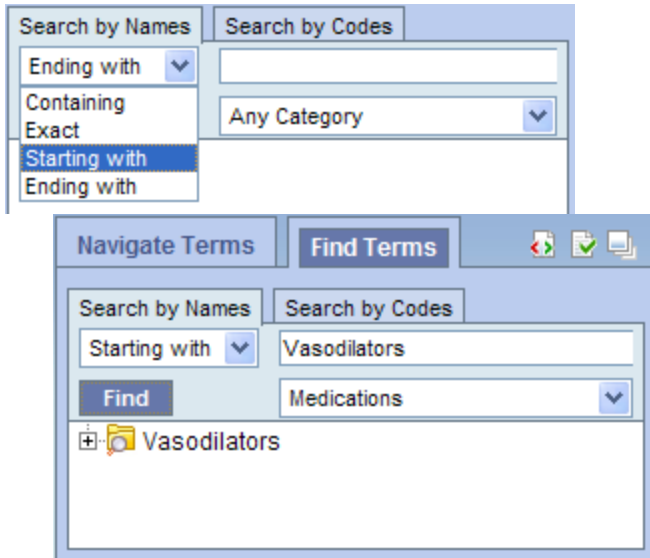 Search by Names Search by Codes
Ending with
Containing
Any Category
Exact
Starting with
Ending with
Navigate Terms Find Terms
Search by Names Search by Codes
Starting with Vasodilators
Find Medications
Vasodilators